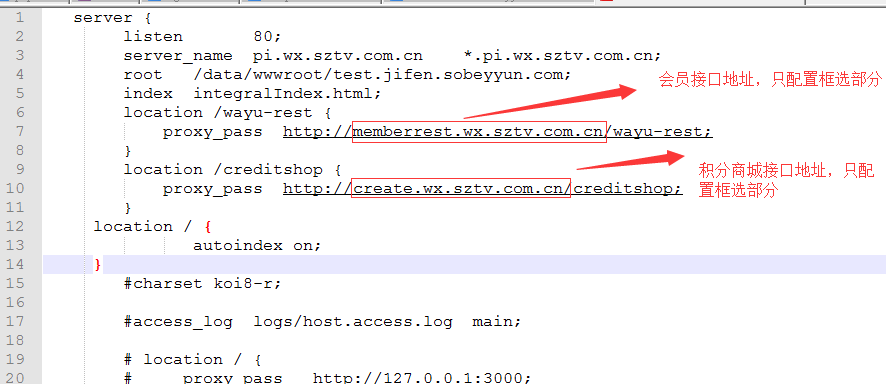 1 server {
2 listen 80;
3 server_name pi.wx.sztv.com.cn *.pi.wx.sztv.com.cn;
4 root /data/wwwroot/test.jifen.sobeyyun.com;
5 index integralIndex.html;
会员接口地址，只配置框选部分
6 location /wayu-rest {
7 proxy_pass http://memberrest.wx.sztv.com.cn/wayu-rest;
8 }
9 location /creditshop {
积分商城接口地址，只配
置框选部分
10 proxy_pass http://create.wx.sztv.com.cn/creditshop;
11 }
12 location / {
13 autoindex on;
14 }
15 #charset koi8-r;
16
17 #access_log logs/host.access.log main;
18
19 # location / {
20 # proxy_pass http://127.0.0.1:3000;